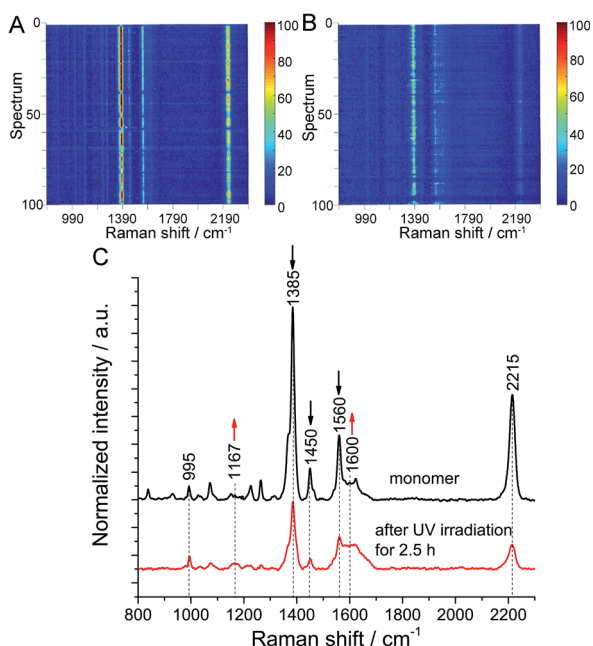 A
B
1
50
100
Spectrum
990 1390 1790 2190
Raman shift / cm-1
100
80
60
40
20
0
1
50
100
Spectrum
990 1390 1790 2190
Raman shift / cm-1
100
80
60
40
20
0
C
Normalized intensity / a.u.
995
1167
1385
1450
1560
1600
2215
monomer
after UV irradiation
for 2.5 h
800 1000 1200 1400 1600 1800 2000 2200
Raman shift / cm-1